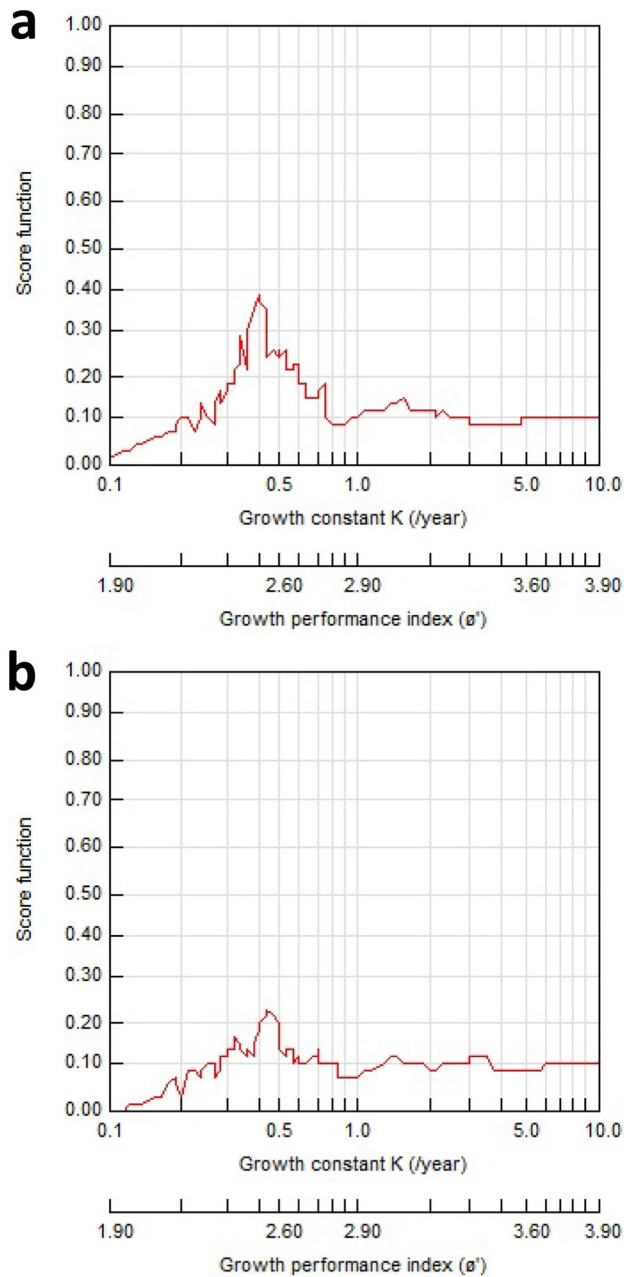 a
1.00
0.90
0.80
0.70
0.60
0.50
0.40
0.30
0.20
0.10
0.00
Score function
0.1 0.5 1.0 5.0 10.0
Growth constant K (/year)
1.90 2.60 2.90 3.60 3.90
Growth performance index (ø')
b
1.00
0.90
0.80
0.70
0.60
0.50
0.40
0.30
0.20
0.10
0.00
Score function
0.1 0.5 1.0 5.0 10.0
Growth constant K (/year)
1.90 2.60 2.90 3.60 3.90
Growth performance index (ø')